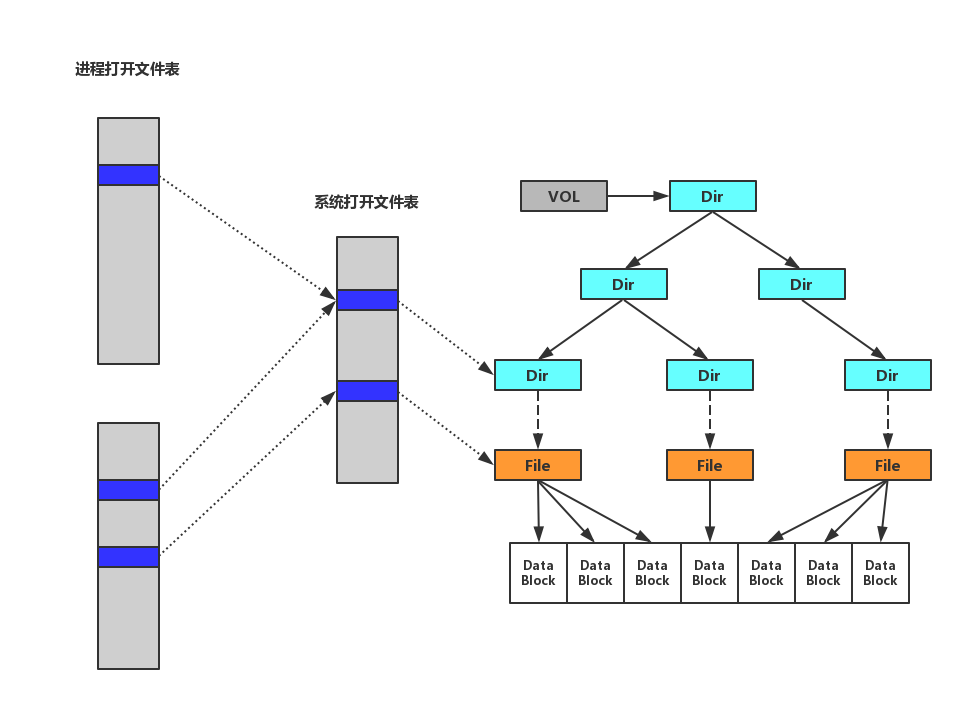 进程打开文件表
系统打开文件表
VOL
Dir
Dir
Dir
Dir
Dir
Dir
File
File
File
Data
Block
Data
Block
Data
Block
Data
Block
Data
Block
Data
Block
Data
Block